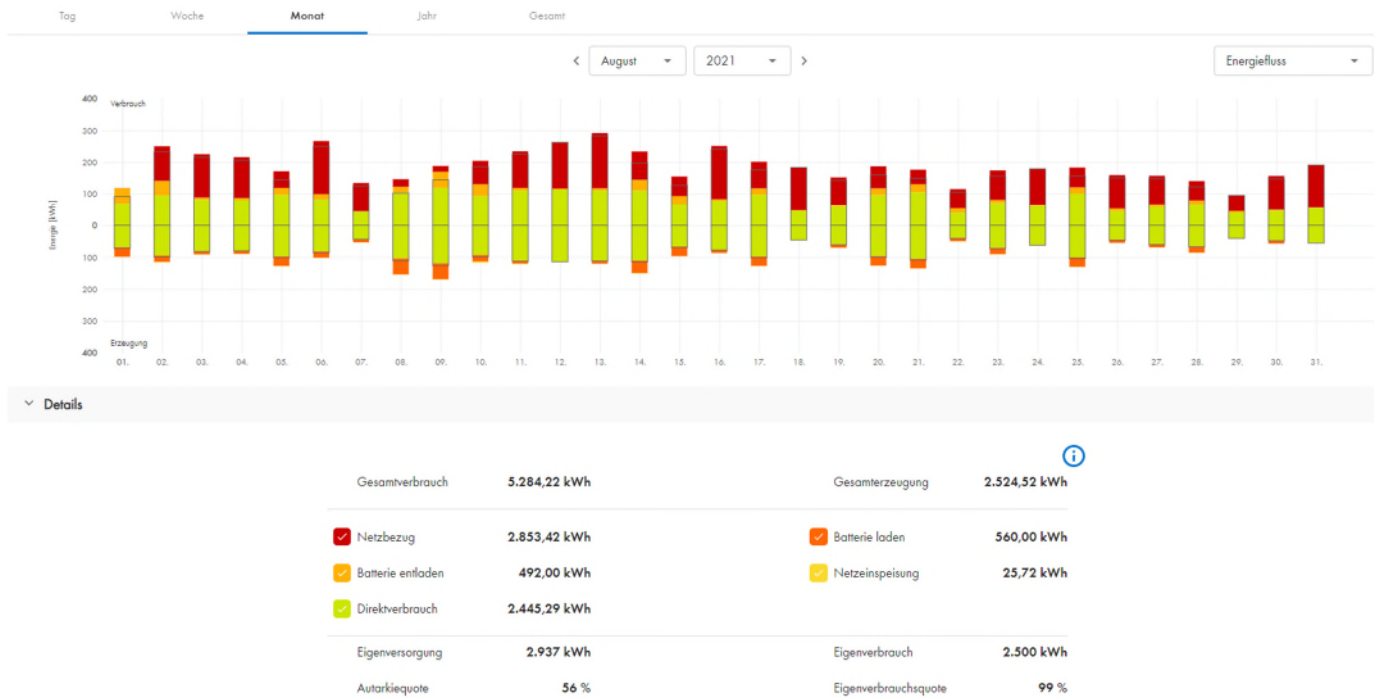 Tag Woche Monat Jahr Gesamt
August 2021 Energiefluss
Verbrauch
Energie [kWh]
400
300
200
100
0
100
200
300
400
Erzeugung
01. 02. 03. 04. 05. 06. 07. 08. 09. 10. 11. 12. 13. 14. 15. 16. 17. 18. 19. 20. 21. 22. 23. 24. 25. 26. 27. 28. 29. 30. 31.
Details
Gesamtverbrauch 5.284,22 kWh Gesamterzeugung 2.524,52 kWh
Netzbezug 2.853,42 kWh Batterie laden 560,00 kWh
Batterie entladen 492,00 kWh Netzeinspeisung 25,72 kWh
Direktverbrauch 2.445,29 kWh
Eigenversorgung 2.937 kWh Eigenverbrauch 2.500 kWh
Autarkiequote 56 % Eigenverbrauchsquote 99 %